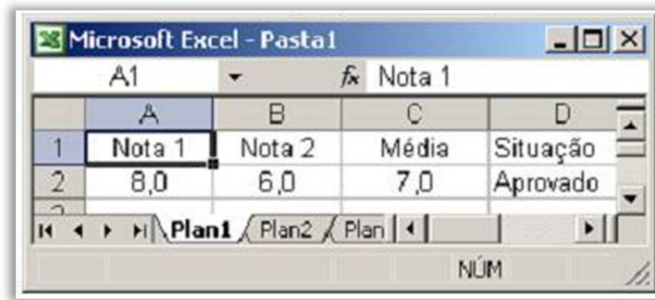 Microsoft Excel - Pasta1
A1 fx Nota 1
A B C D
1 Nota 1 Nota 2 Média Situação
2 8,0 6,0 7,0 Aprovado
Plan1 Plan2 Plan
NÚM